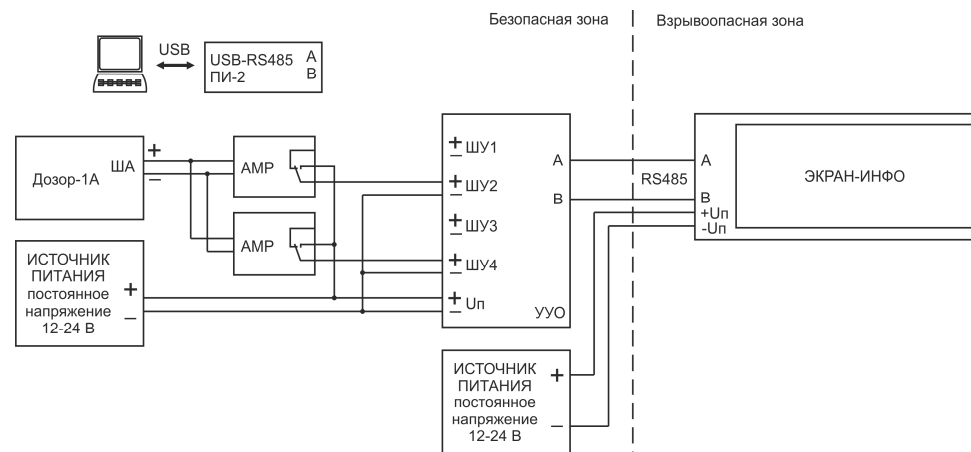 Безопасная зона
Взрывоопасная зона
USB
USB-RS485 A
ПИ-2 B
Дозор-1А
ША
+
–
АМР
АМР
ИСТОЧНИК
ПИТАНИЯ
постоянное
напряжение
12-24 В
+
–
+
– ШУ1
+
– ШУ2
+
– ШУ3
+
– ШУ4
+
– Uп
A
B
УУО
RS485
A
B
+Uп
-Uп
ЭКРАН-ИНФО
ИСТОЧНИК
ПИТАНИЯ
постоянное
напряжение
12-24 В
+
–